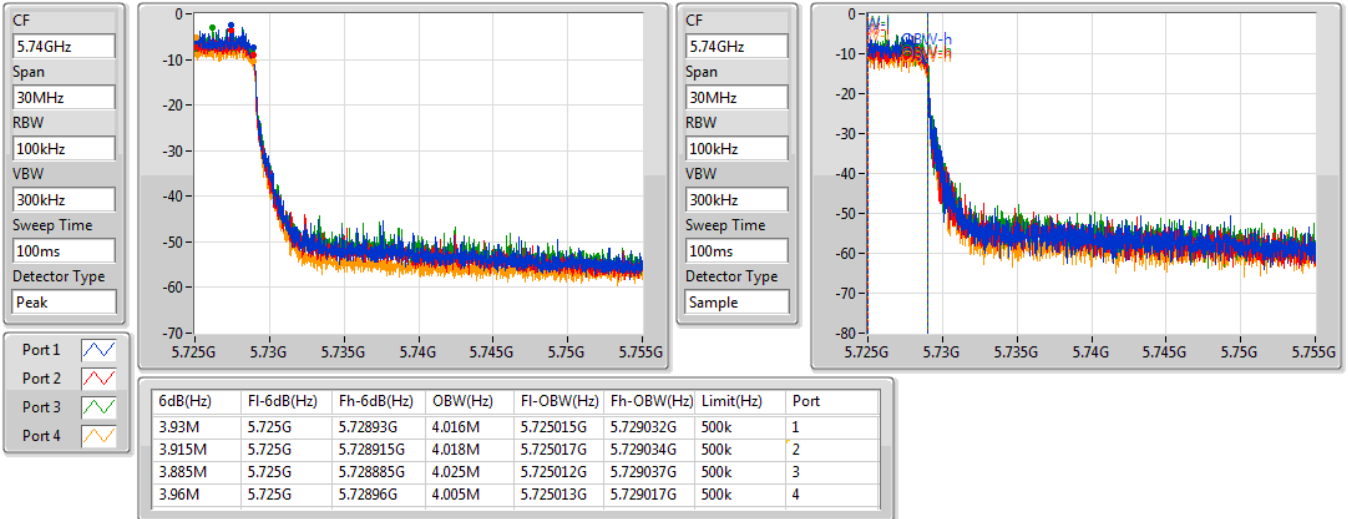 CF
5.74GHz
Span
30MHz
RBW
100kHz
VBW
300kHz
Sweep Time
100ms
Detector Type
Peak
0-
-10-
-20-
-30-
-40-
-50-
-60-
-70-
5.725G 5.73G 5.735G 5.74G 5.745G 5.75G 5.755G
CF
5.74GHz
Span
30MHz
RBW
100kHz
VBW
300kHz
Sweep Time
100ms
Detector Type
Sample
0-
-10-
-20-
-30-
-40-
-50-
-60-
-70-
-80-
OBW-h
OBW-h
5.725G 5.73G 5.735G 5.74G 5.745G 5.75G 5.755G
Port 1
Port 2
Port 3
Port 4
6dB(Hz) Fl-6dB(Hz) Fh-6dB(Hz) OBW(Hz) Fl-OBW(Hz) Fh-OBW(Hz) Limit(Hz) Port
3.93M 5.725G 5.72893G 4.016M 5.725015G 5.729032G 500k 1
3.915M 5.725G 5.728915G 4.018M 5.725017G 5.729034G 500k 2
3.885M 5.725G 5.728885G 4.025M 5.725012G 5.729037G 500k 3
3.96M 5.725G 5.72896G 4.005M 5.725013G 5.729017G 500k 4